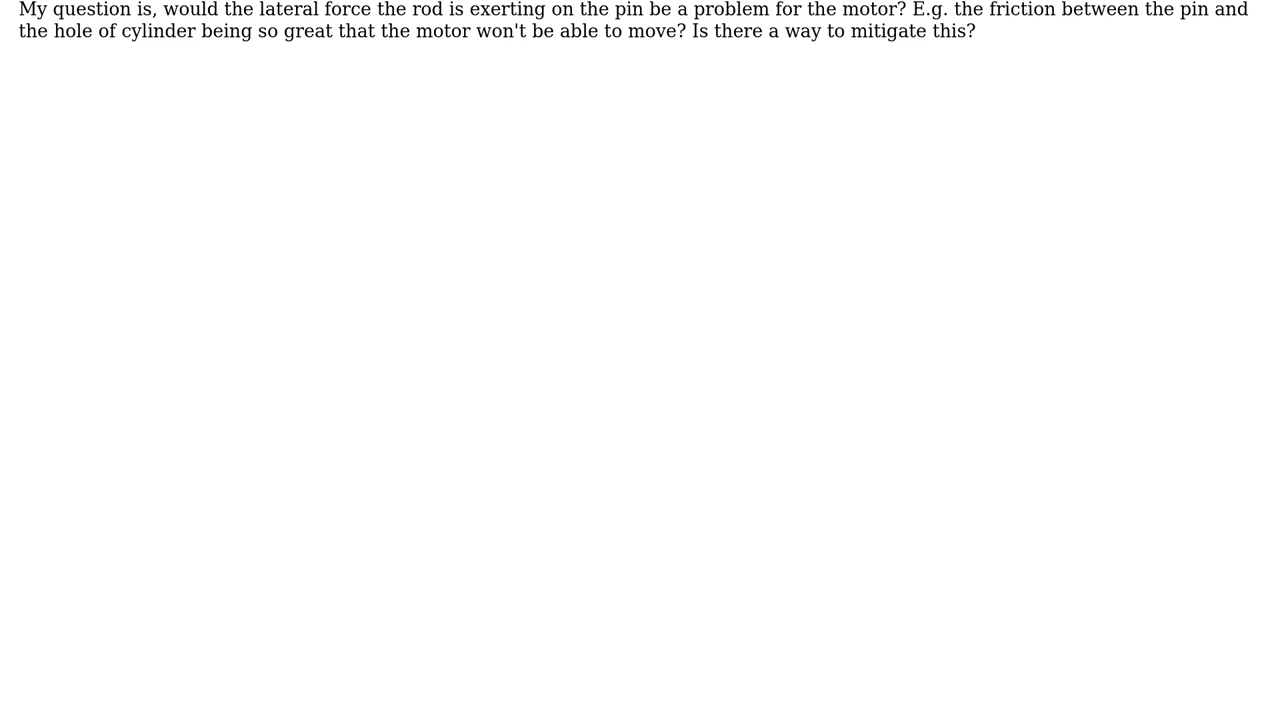 My question is, would the lateral force the rod is exerting on the pin be a problem for the motor? E.g. the friction between the pin and
the hole of cylinder being so great that the motor won't be able to move? Is there a way to mitigate this?